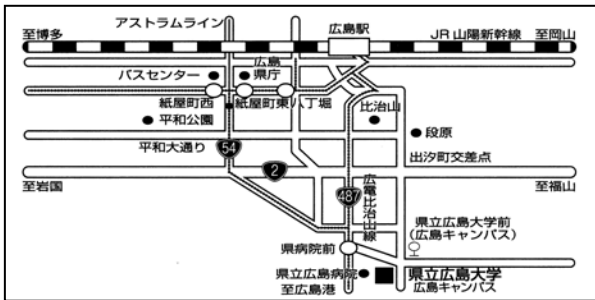 アストラムライン
広島駅
至博多
JR 山陽新幹線
至岡山
バスセンター
広島
県庁
紙屋町西
紙屋町東
八丁堀
比治山
平和公園
段原
平和大通り
54
出汐町交差点
2
至岩国
487
広電比治山線
至福山
県立広島大学前
(広島キャンパス)
県病院前
県立広島病院
県立広島大学
至広島港
広島キャンパス